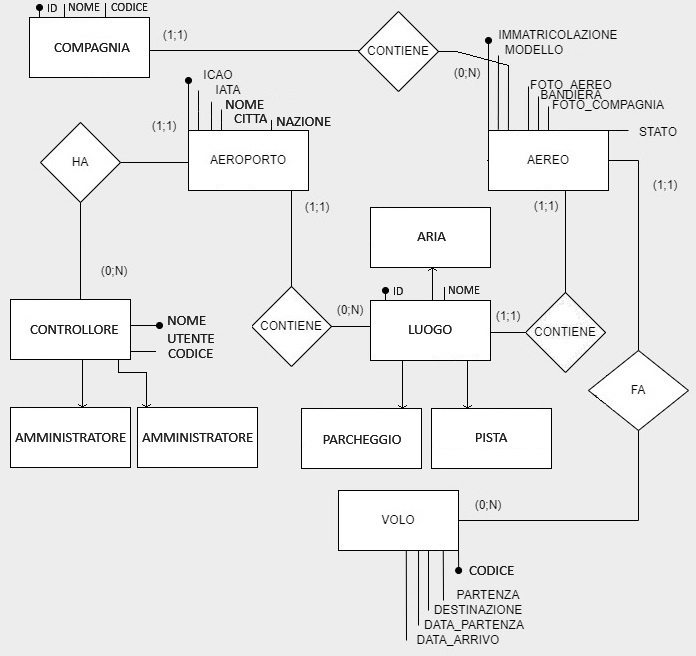 ID NOME CODICE
COMPAGNIA
(1;1)
CONTIENE
(0;N)
IMMATRICOLAZIONE
MODELLO
FOTO_AEREO
BANDIERA
FOTO_COMPAGNIA
STATO
AEREO
(1;1)
(1;1)
ICAO
IATA
NOME
CITTA
NAZIONE
(1;1)
AEROPORTO
HA
(1;1)
(0;N)
ARIA
ID NOME
CONTIENE
(0;N)
LUOGO
(1;1)
CONTIENE
CONTROLLORE
NOME
UTENTE
CODICE
FA
AMMINISTRATORE
AMMINISTRATORE
PARCHEGGIO
PISTA
VOLO
(0;N)
CODICE
PARTENZA
DESTINAZIONE
DATA_PARTENZA
DATA_ARRIVO